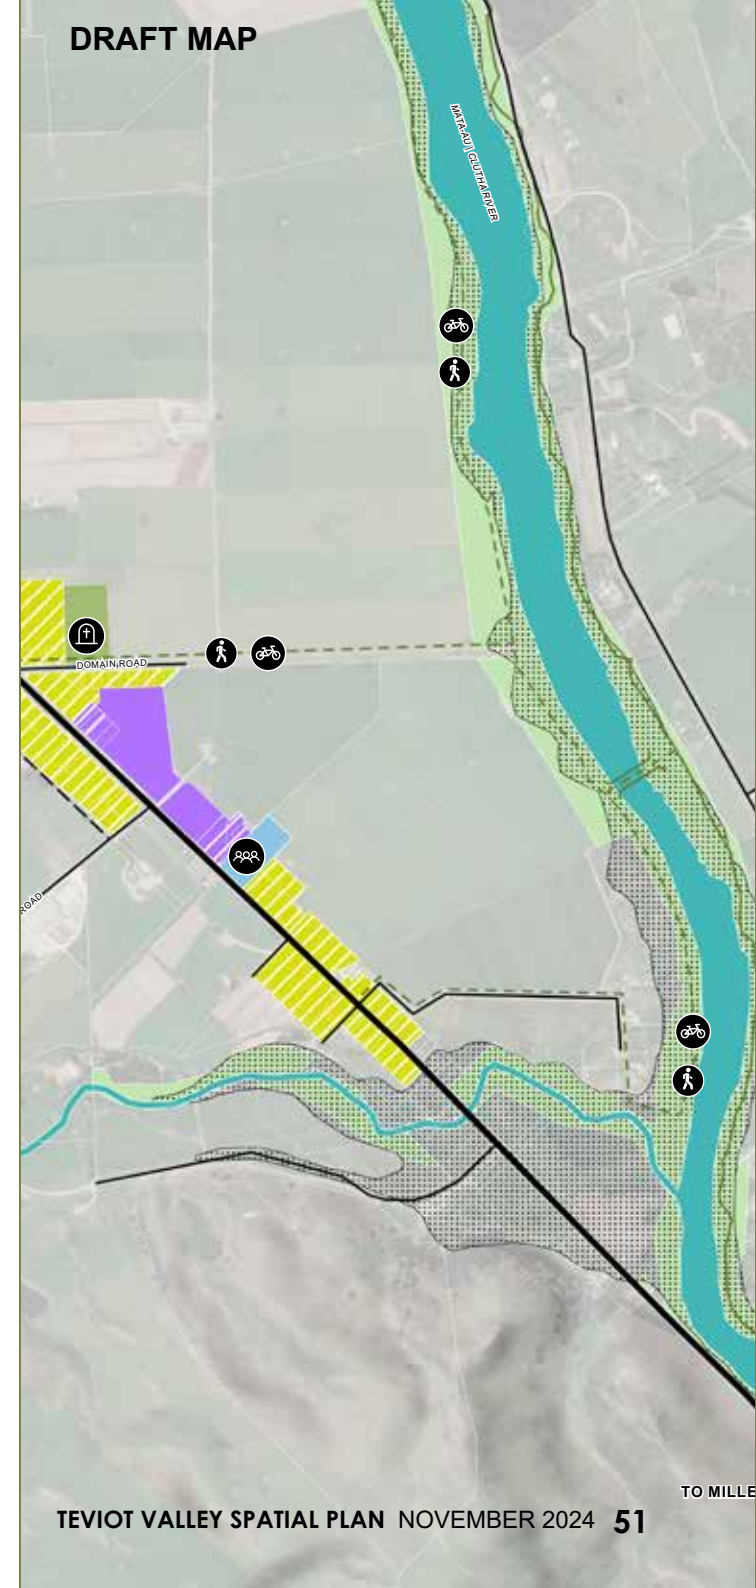 DRAFT MAP
MATA-AU | CLUTHA RIVER
DOMAIN ROAD
ROAD
TO MILLE
TEVIOT VALLEY SPATIAL PLAN NOVEMBER 2024 51